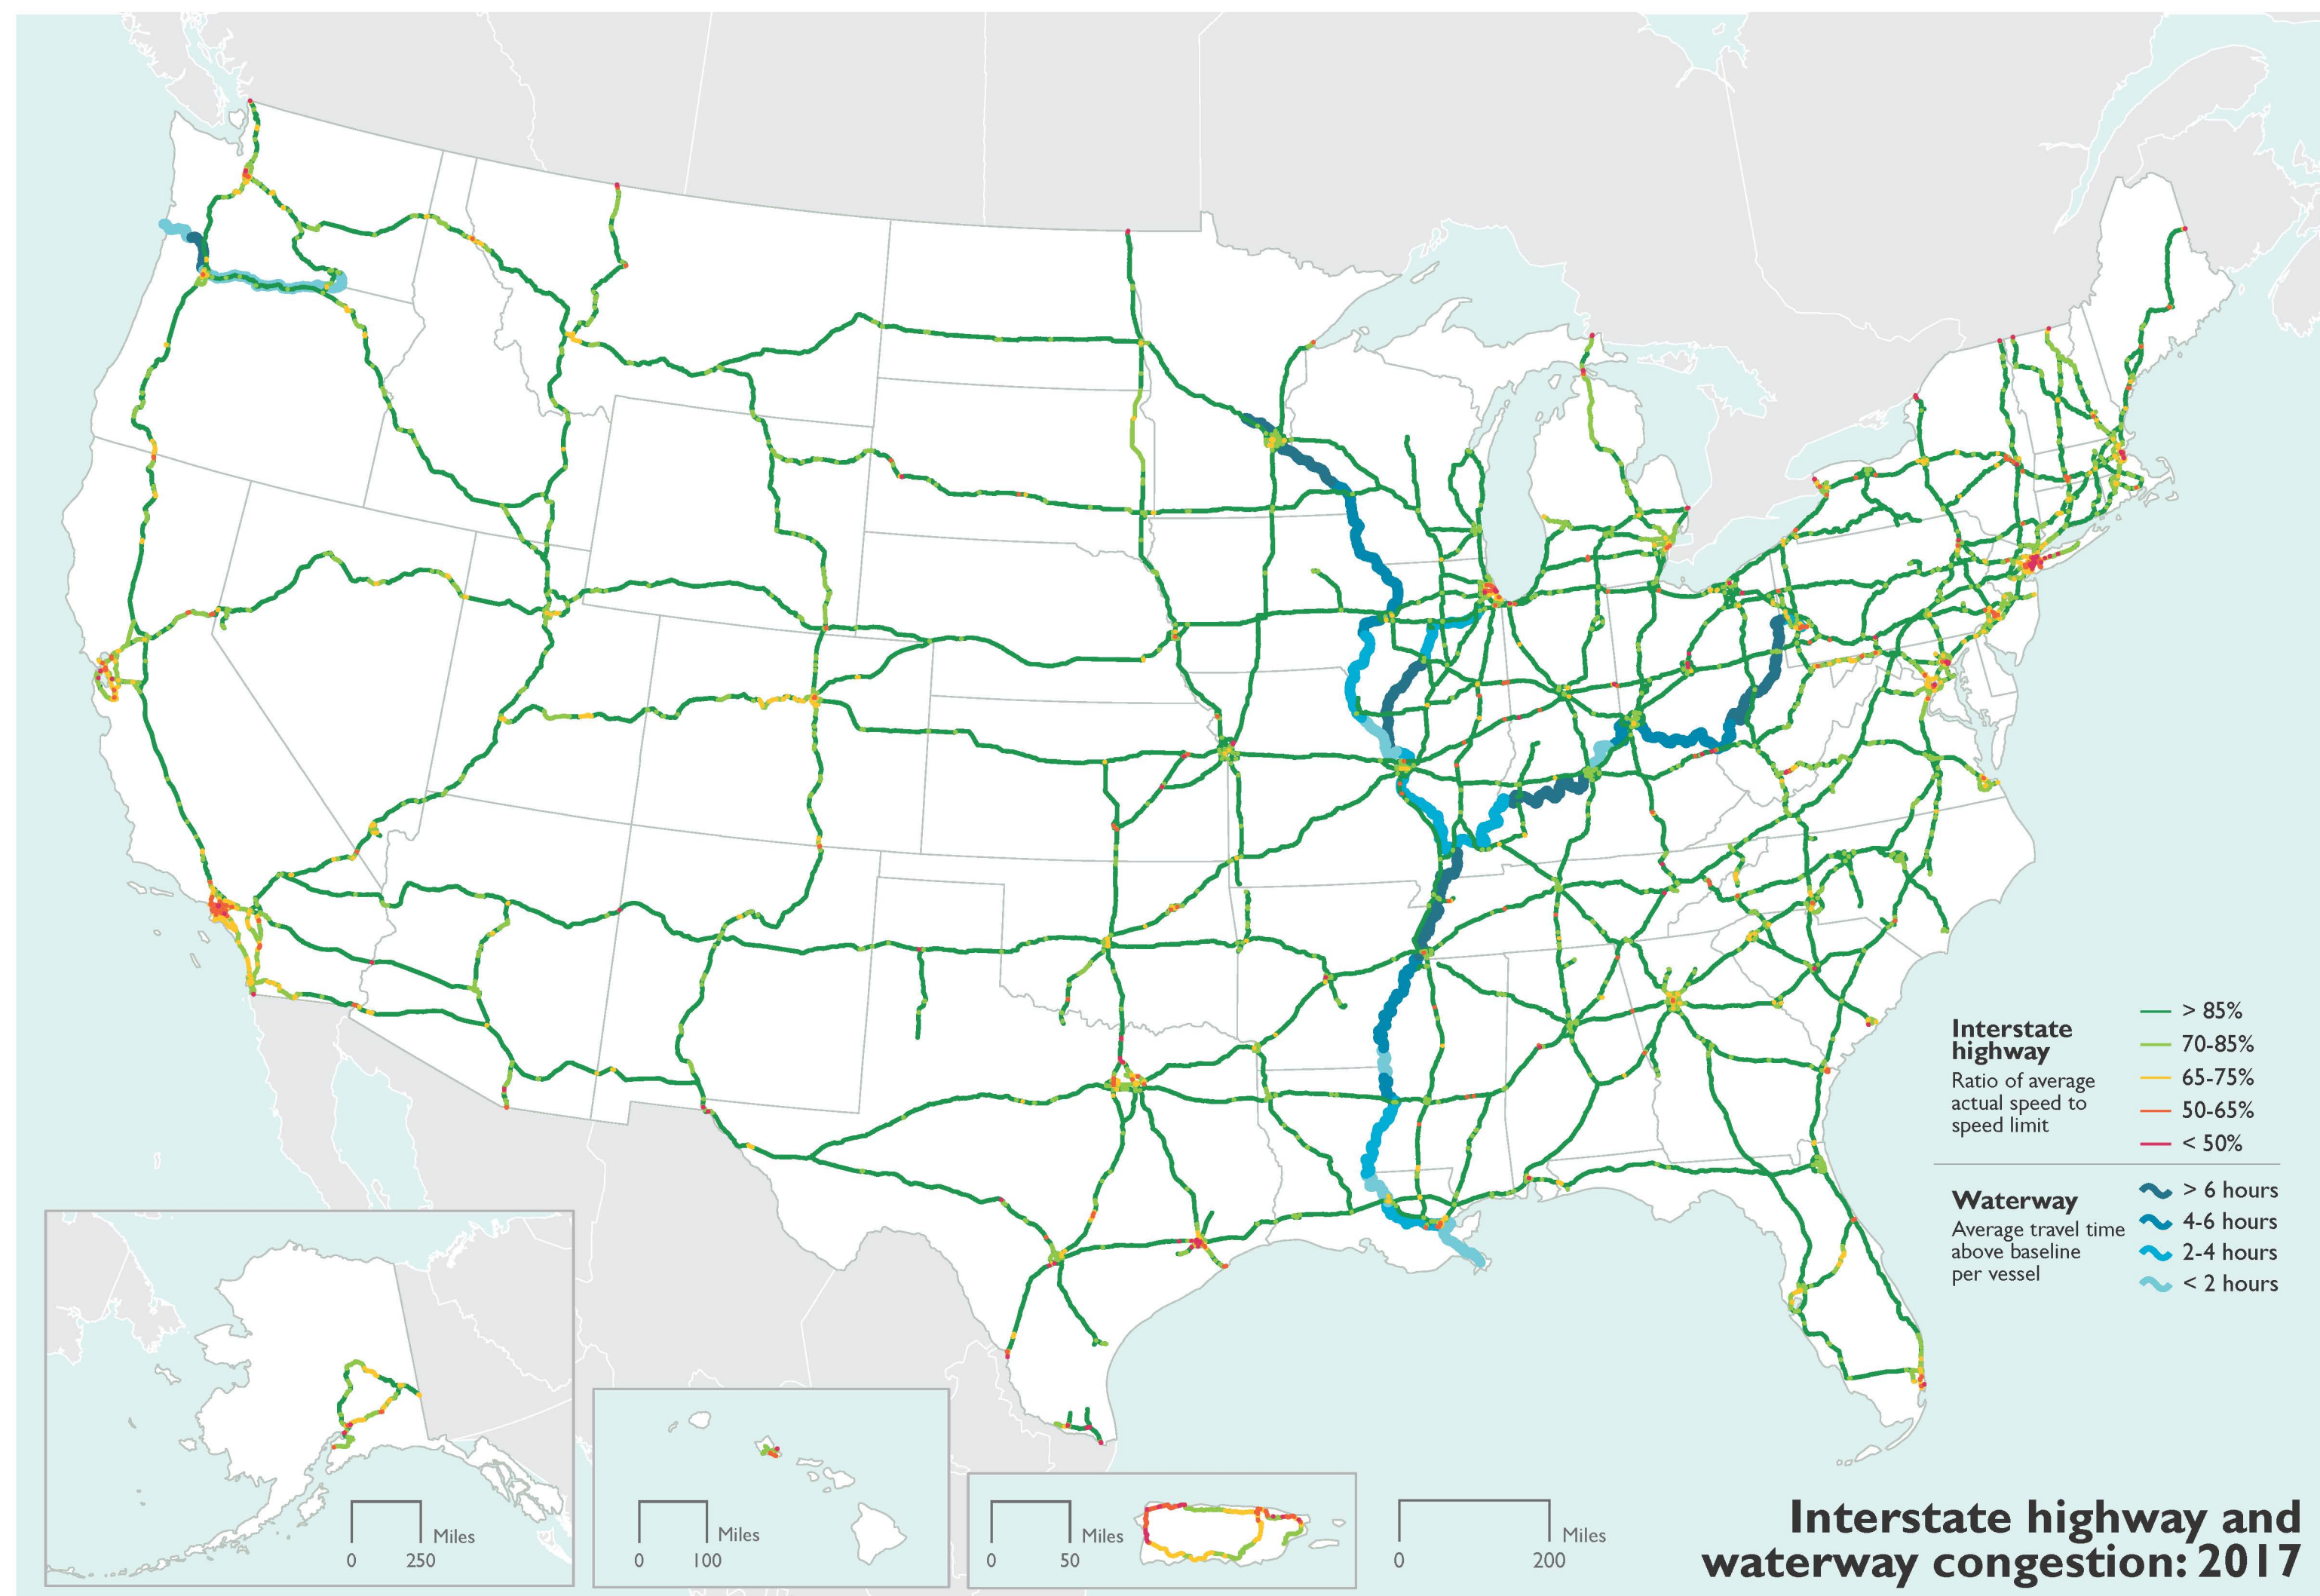 Interstate
highway
Ratio of average
actual speed to
speed limit
> 85%
70-85%
65-75%
50-65%
< 50%
Waterway
Average travel time
above baseline
per vessel
> 6 hours
4-6 hours
2-4 hours
< 2 hours
Miles
0 250
Miles
0 100
Miles
0 50
Miles
0 200
Interstate highway and
waterway congestion: 2017